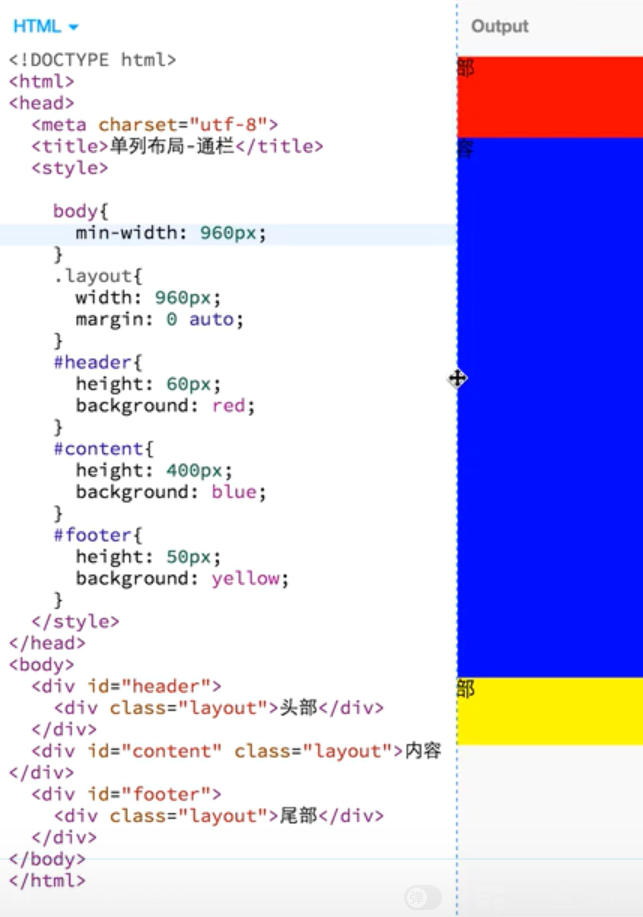 HTML
Output
<!DOCTYPE html>
<html>
<head>
<meta charset="utf-8">
<title>单列布局-通栏</title>
<style>
body{
min-width: 960px;
}
.layout{
width: 960px;
margin: 0 auto;
}
#header{
height: 60px;
background: red;
}
#content{
height: 400px;
background: blue;
}
#footer{
height: 50px;
background: yellow;
}
</style>
</head>
<body>
<div id="header">
<div class="layout">头部</div>
</div>
<div id="content" class="layout">内容
</div>
<div id="footer">
<div class="layout">尾部</div>
</div>
</body>
</html>
部
容
部
弹